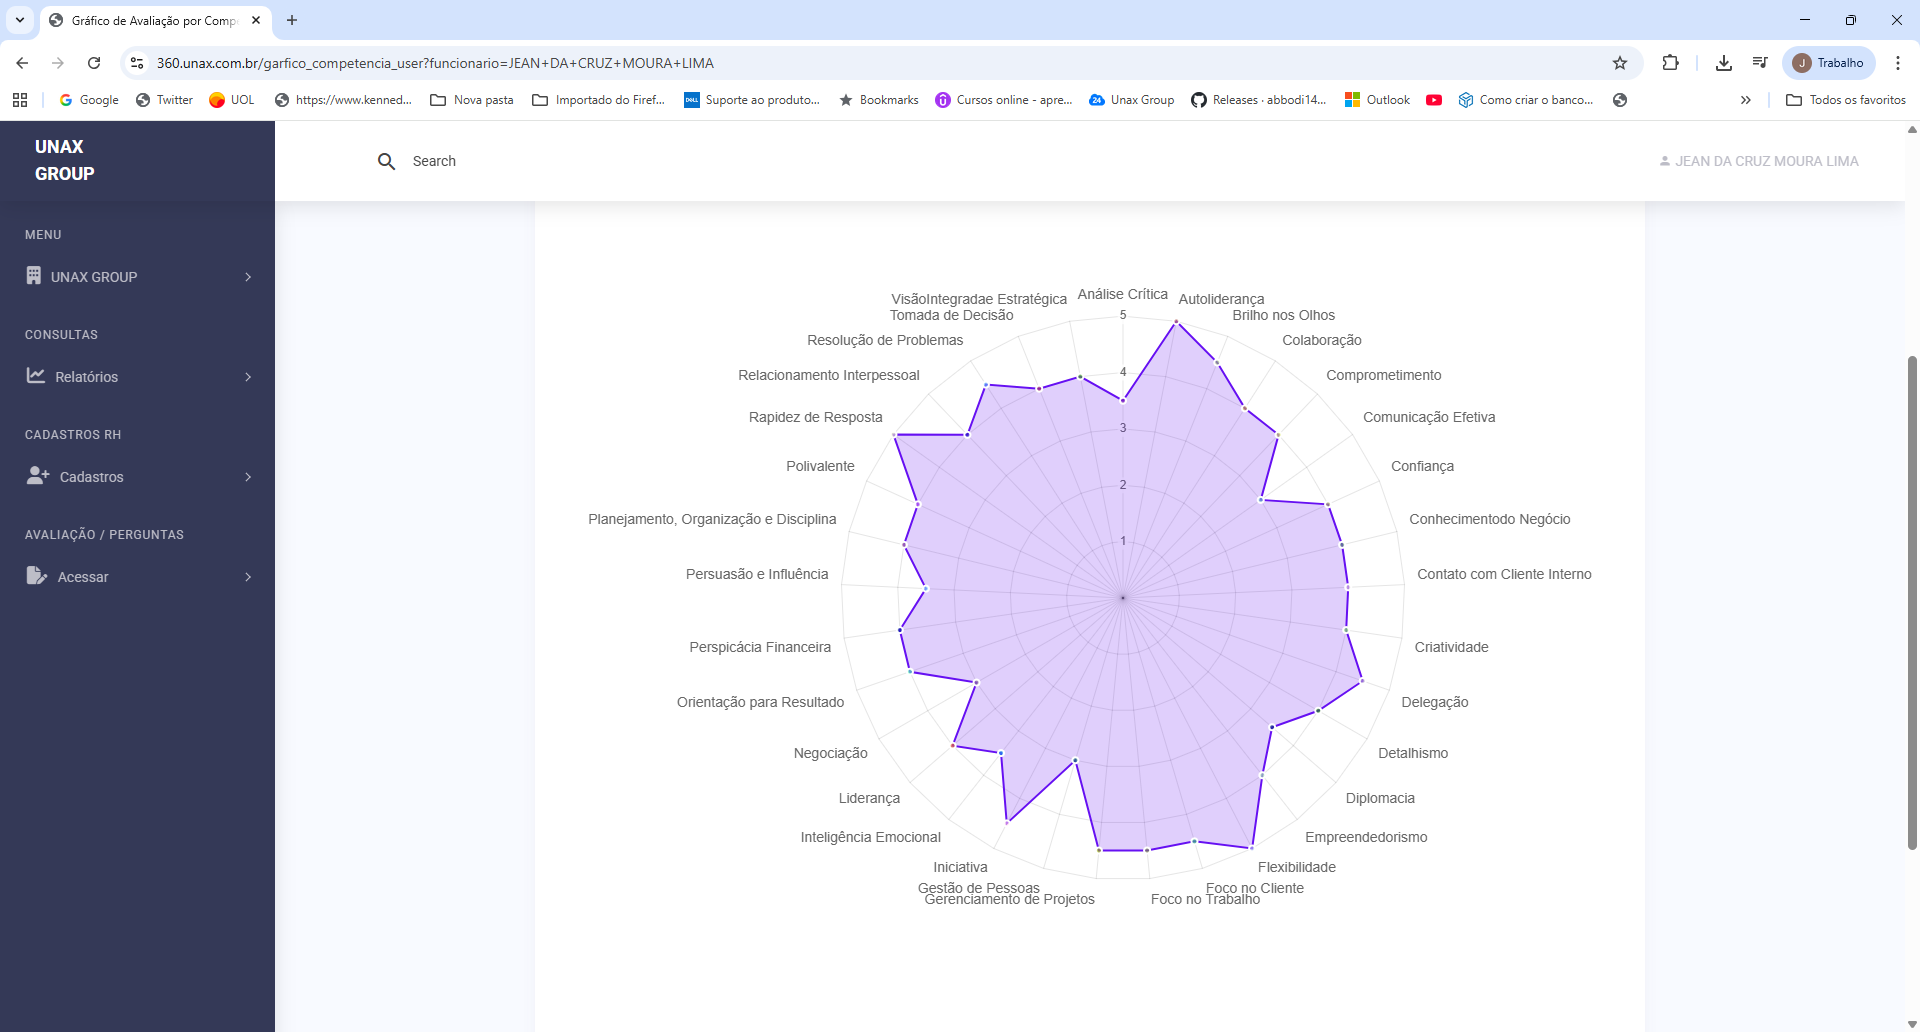 Gráfico de Avaliação por Compe
360.unax.com.br/garfico_competencia_user?funcionario=JEAN+DA+CRUZ+MOURA+LIMA
J Trabalho
Google
Twitter
UOL
https://www.kenned...
Nova pasta
Importado do Firef...
DELL
Suporte ao produto...
Bookmarks
Cursos online - apre...
24
Unax Group
Releases · abbodi14...
Outlook
Como criar o banco...
Todos os favoritos
UNAX
GROUP
Search
JEAN DA CRUZ MOURA LIMA
MENU
UNAX GROUP
CONSULTAS
Relatórios
CADASTROS RH
Cadastros
AVALIAÇÃO / PERGUNTAS
Acessar
Análise Crítica
Autoliderança
Brilho nos Olhos
Colaboração
Comprometimento
Comunicação Efetiva
Confiança
Conhecimentodo Negócio
Contato com Cliente Interno
Criatividade
Delegação
Detalhismo
Diplomacia
Empreendedorismo
Flexibilidade
Foco no Cliente
Foco no Trabalho
Gerenciamento de Projetos
Gestão de Pessoas
Iniciativa
Inteligência Emocional
Liderança
Negociação
Orientação para Resultado
Perspicácia Financeira
Persuasão e Influência
Planejamento, Organização e Disciplina
Polivalente
Rapidez de Resposta
Relacionamento Interpessoal
Resolução de Problemas
Tomada de Decisão
VisãoIntegradae Estratégica
5
4
3
2
1